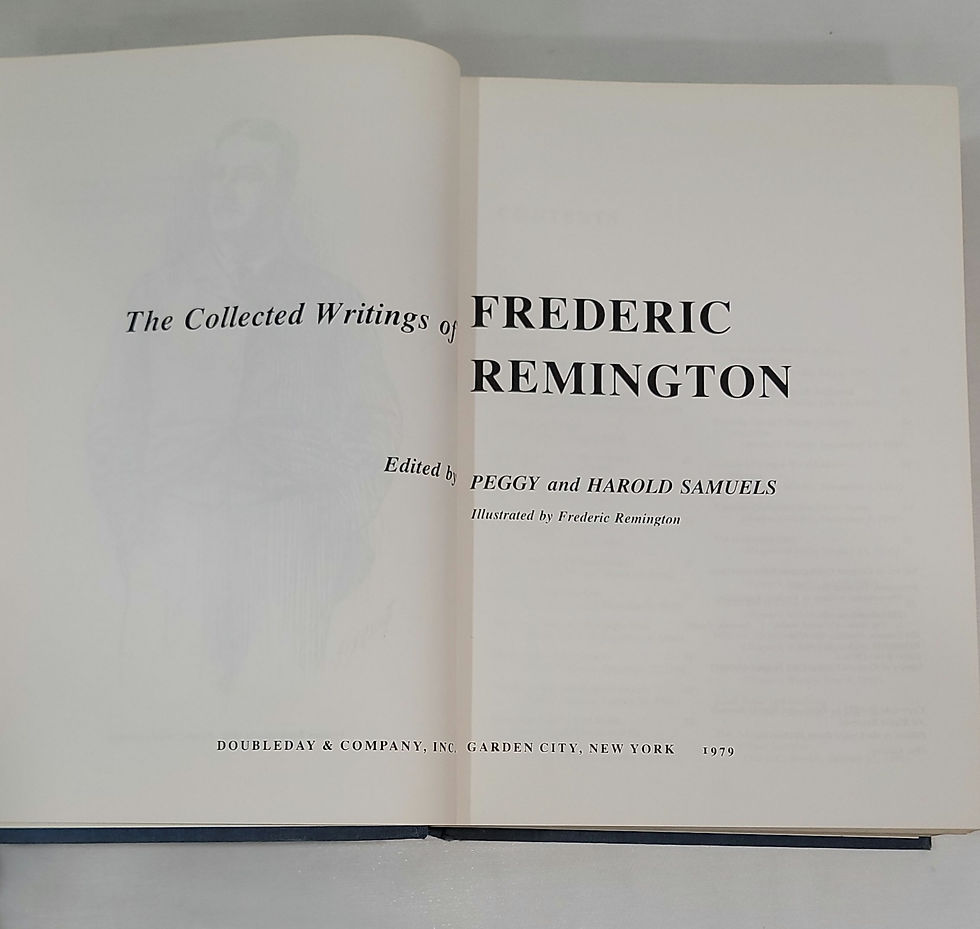 The Collected Writings of FREDERIC
REMINGTON
Edited by PEGGY and HAROLD SAMUELS
Illustrated by Frederic Remington
DOUBLEDAY & COMPANY, INC. GARDEN CITY, NEW YORK 1979